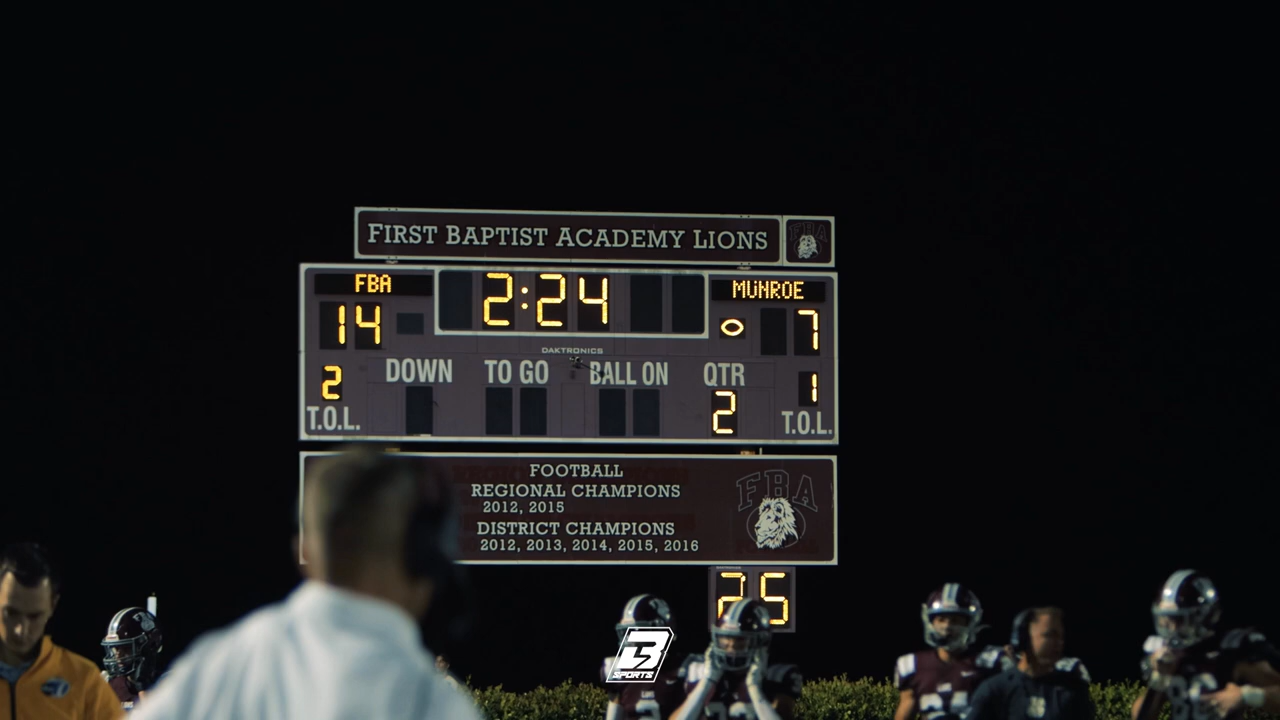 FIRST BAPTIST ACADEMY LIONS
FBA
FBA 2:24 MUNROE
14 7
DAKTRONICS
DOWN TO GO BALL ON QTR
2 2 1
T.O.L. T.O.L.
FOOTBALL
REGIONAL CHAMPIONS
2012, 2015
DISTRICT CHAMPIONS
2012, 2013, 2014, 2015, 2016
FBA
25
B
SPORTS